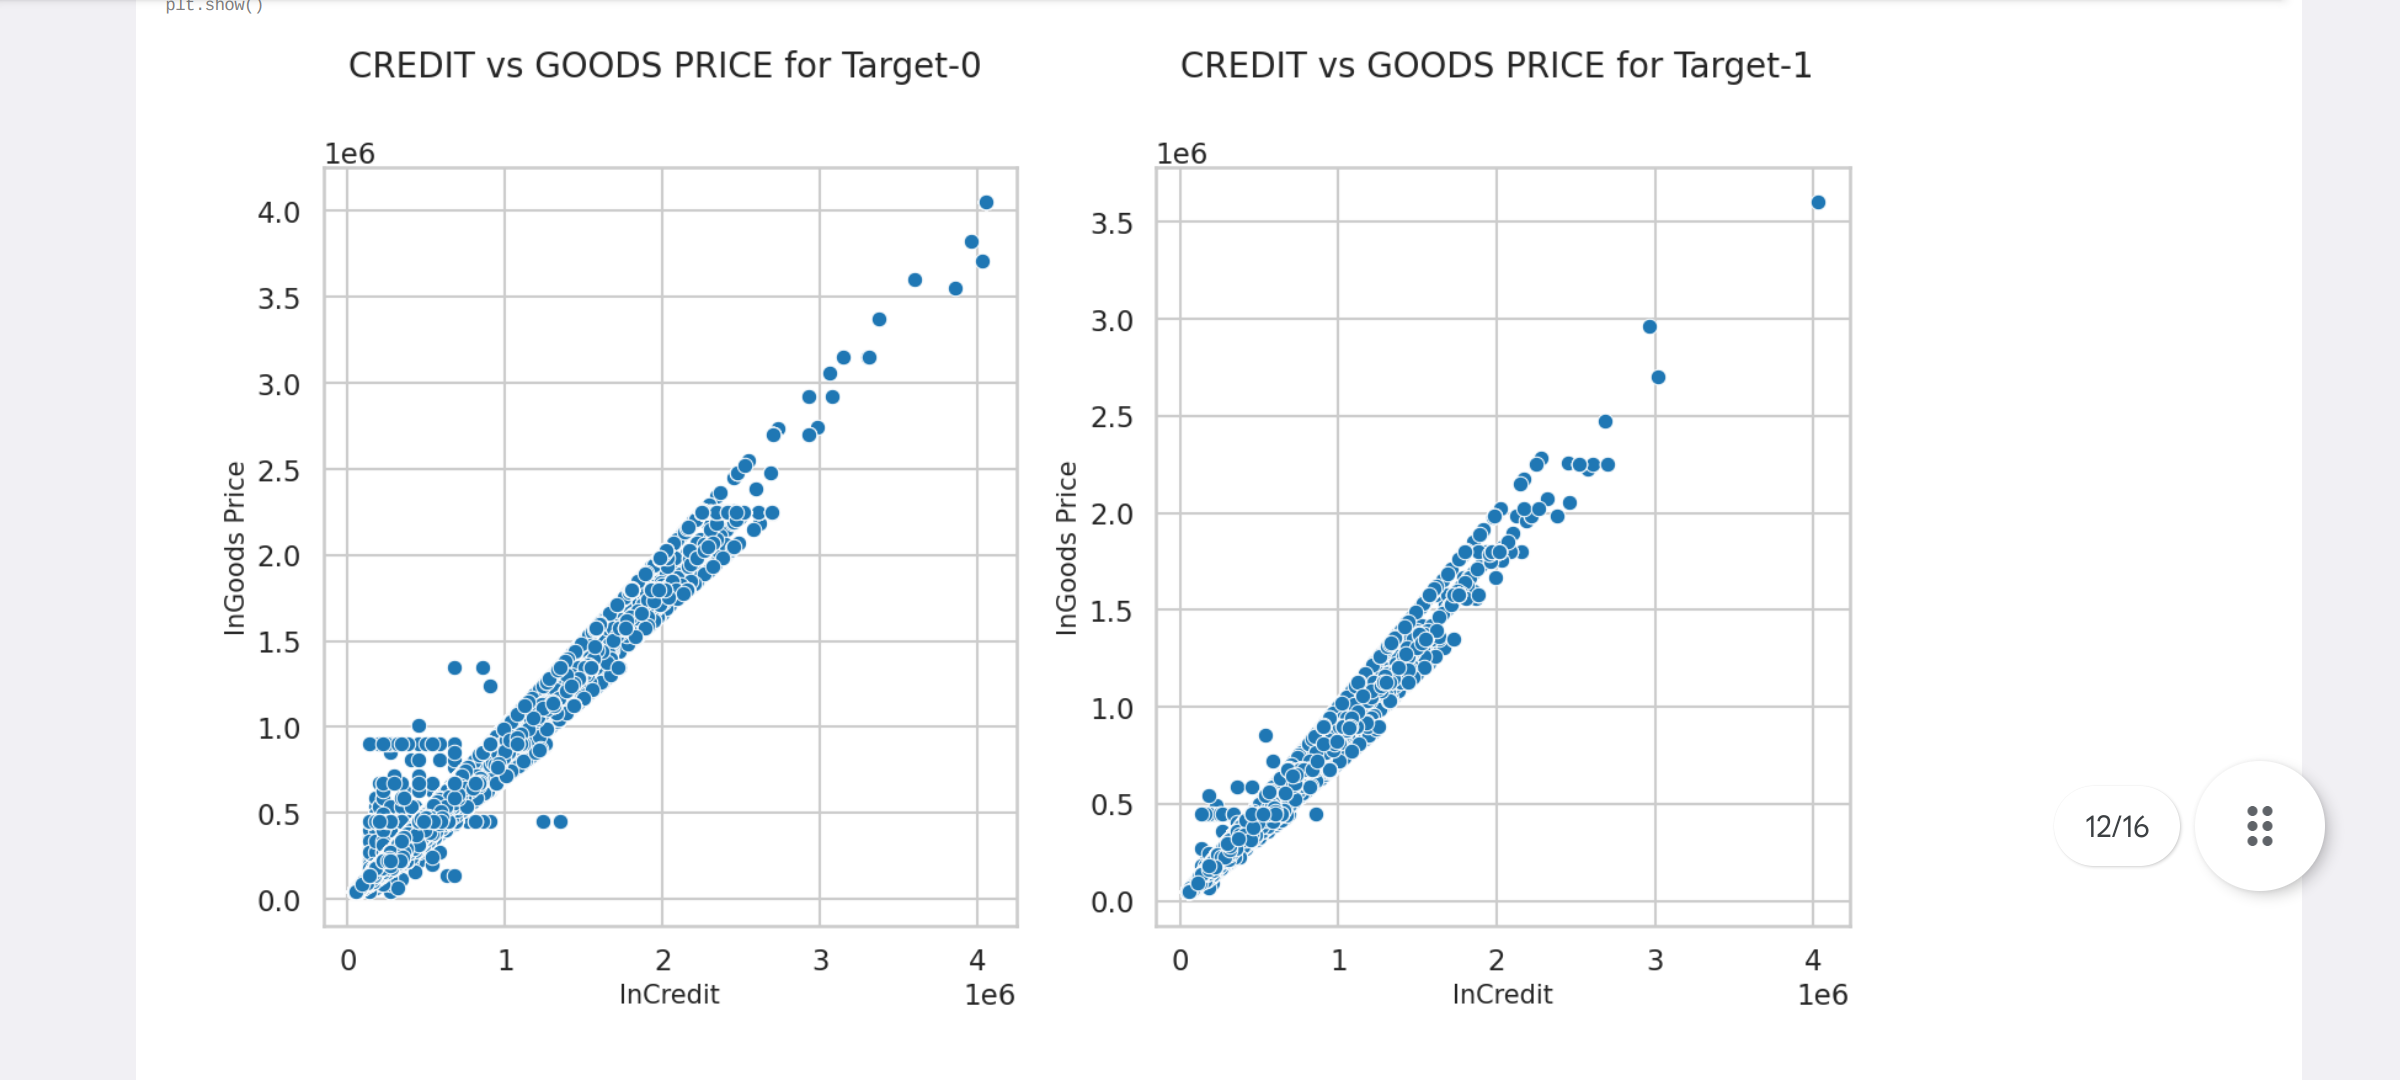 plt.show()
CREDIT vs GOODS PRICE for Target-0
CREDIT vs GOODS PRICE for Target-1
1e6
4.0
3.5
3.0
2.5
2.0
1.5
1.0
0.5
0.0
InGoods Price
0 1 2 3 4
InCredit
1e6
1e6
3.5
3.0
2.5
2.0
1.5
1.0
0.5
0.0
InGoods Price
0 1 2 3 4
InCredit
1e6
12/16